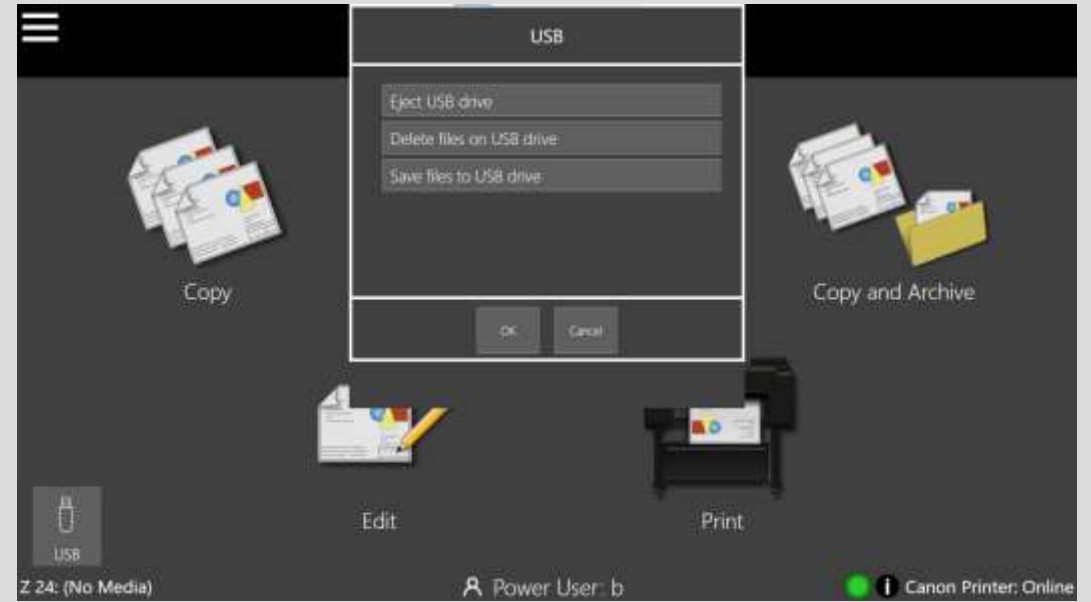 USB
Eject USB drive
Delete files on USB drive
Save files to USB drive
OK
Cancel
Copy
Copy and Archive
Edit
Print
USB
Z 24: (No Media)
Power User: b
Canon Printer: Online